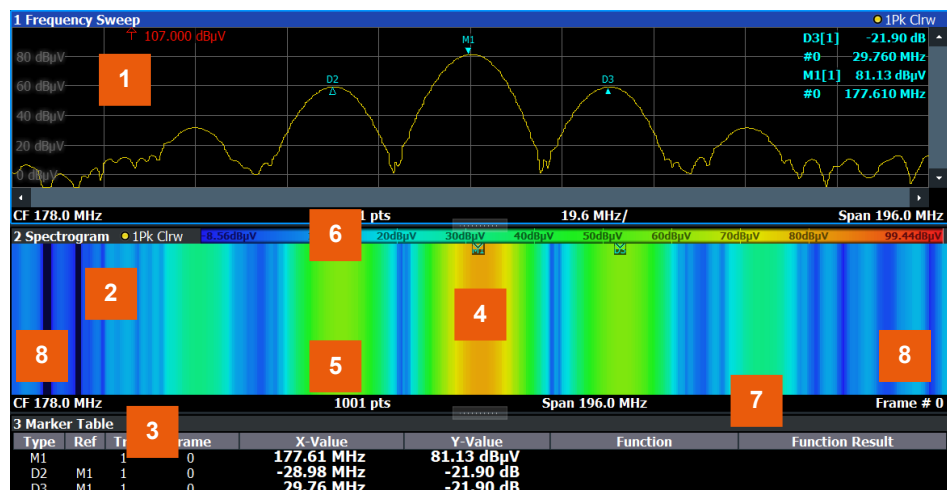 1 Frequency Sweep
1Pk Clrw
107.000 dBµV
D3[1] -21.90 dB
#0 29.760 MHz
M1[1] 81.13 dBµV
#0 177.610 MHz
M1
D2
D3
80 dBµV
60 dBµV
40 dBµV
20 dBµV
0 dBµV
1
CF 178.0 MHz 1 pts 19.6 MHz/ Span 196.0 MHz
2 Spectrogram 1Pk Clrw -8.56dBµV 20dBµV 30dBµV 40dBµV 50dBµV 60dBµV 70dBµV 80dBµV 99.44dBµV
6
2
4
8
5
8
7
CF 178.0 MHz 1001 pts Span 196.0 MHz Frame # 0
3 Marker Table
3
Type Ref X-Value Y-Value Function Function Result
M1 1 0 177.61 MHz 81.13 dBµV
D2 M1 1 0 -28.98 MHz -21.90 dB
D3 M1 1 0 29.76 MHz -21.90 dB